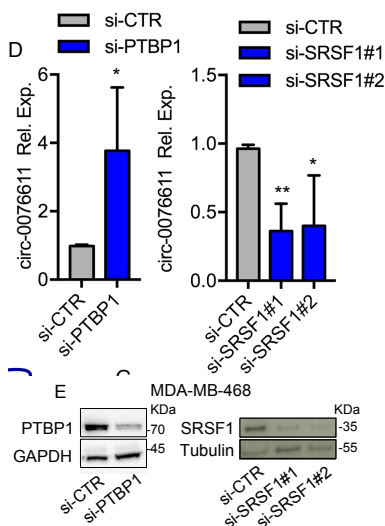 si-CTR
si-PTBP1
si-CTR
si-SRSF1#1
si-SRSF1#2
D
circ-0076611 Rel. Exp.
6
4
2
0
*
si-CTR
si-PTBP1
circ-0076611 Rel. Exp.
1.5
1.0
0.5
0.0
**
*
si-CTR
si-SRSF1#1
si-SRSF1#2
E
MDA-MB-468
KDa
PTBP1
-70
GAPDH
-45
si-CTR
si-PTBP1
KDa
SRSF1
-35
Tubulin
-55
si-CTR
si-SRSF1#1
si-SRSF1#2